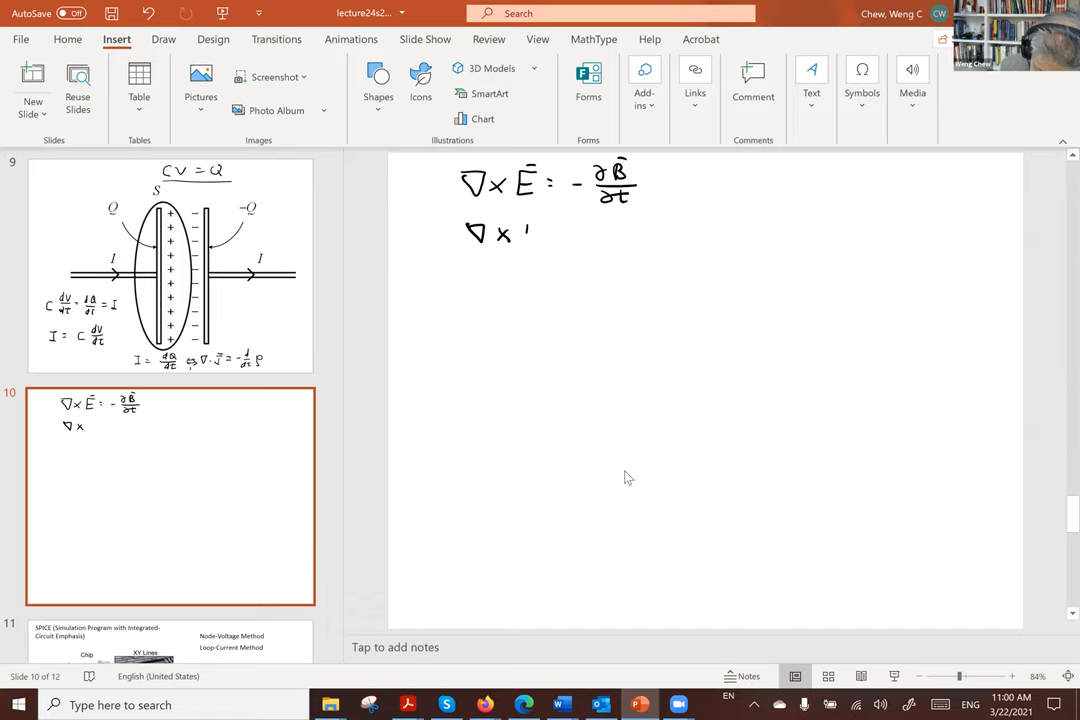 AutoSave Off lecture24s2... Search Chew, Weng C CW
File Home Insert Draw Design Transitions Animations Slide Show Review View MathType Help Acrobat
New Slide Reuse Slides Table Pictures Screenshot Photo Album Shapes Icons 3D Models SmartArt Chart Forms Add-ins Links Comment Text Symbols Media
Slides Tables Images Illustrations Forms Comments
Weng Chew
9
CV = Q
S
Q -Q
I I
C dV/dt = dQ/dt = I
I = C dV/dt
I = dQ/dt ⇔ ∇·J̄ = -d/dt ρ
10
∇×Ē = - ∂B̄/∂t
∇×
11
SPICE (Simulation Program with Integrated-
Circuit Emphasis)
Node-Voltage Method
Loop-Current Method
Chip XY Lines
∇×Ē = - ∂B̄/∂t
∇× '
Tap to add notes
Slide 10 of 12 English (United States) Notes 84%
Type here to search
EN
ENG
11:00 AM
3/22/2021